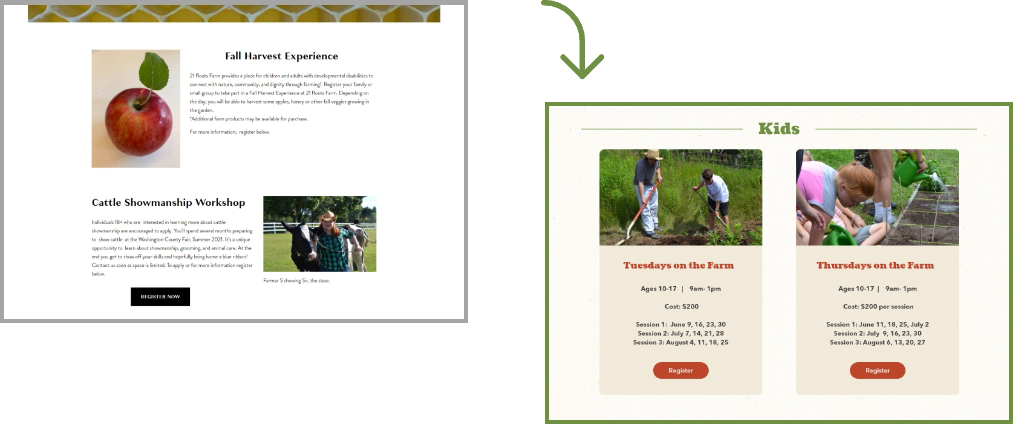 Fall Harvest Experience
21 Roots Farm provides a place for children and adults with developmental disabilities to
connect with nature, community, and dignity through farming! Register your family or
small group to take part in a Fall Harvest Experience at 21 Roots Farm. Depending on
the day, you will be able to harvest some apples, honey or other fall veggies growing in
the garden.
*Additional farm products may be available for purchase.
For more information; register below.
Cattle Showmanship Workshop
Individuals 18+ who are interested in learning more about cattle
showmanship are encouraged to apply. You'll spend several months preparing
to show cattle at the Washington County Fair, Summer 2021. It's a unique
opportunity to learn about showmanship, grooming, and animal care. At the
end you get to show off your skills and hopefully bring home a blue ribbon!
Contact us soon as space is limited. To apply or for more information register
below.
Farmer S showing Sir, the steer.
REGISTER NOW
Kids
Tuesdays on the Farm
Ages 10-17 | 9am- 1pm
Cost: $200
Session 1: June 9, 16, 23, 30
Session 2: July 7, 14, 21, 28
Session 3: August 4, 11, 18, 25
Register
Thursdays on the Farm
Ages 10-17 | 9am- 1pm
Cost: $200 per session
Session 1: June 11, 18, 25, July 2
Session 2: July 9, 16, 23, 30
Session 3: August 6, 13, 20, 27
Register